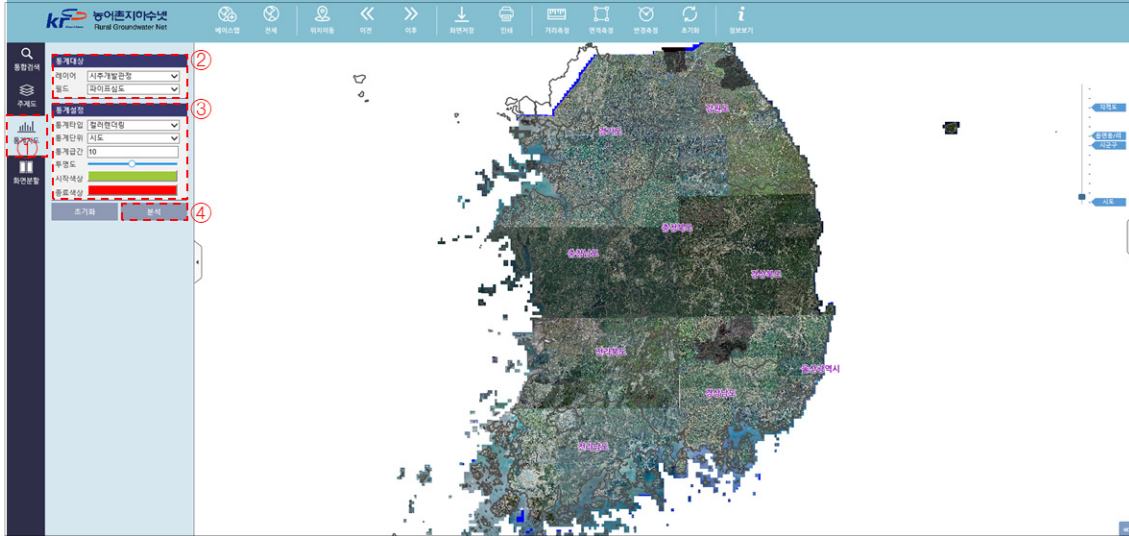 농어촌지하수넷
Rural Groundwater Net
베이스맵 전체 위치이동 이전 이후 화면저장 인쇄 거리측정 면적측정 반경측정 초기화 정보보기
통합검색
주제도
①
화면분할
통계대상 ②
레이어 시추개발관정
필드 파이프심도
통계설정 ③
통계타입 컬러렌더링
통계단위 시도
통계급간 10
투명도
시작색상
종료색상
초기화 분석 ④
강원도
경기도
충청북도
충청남도
경상북도
전라북도
울산광역시
경상남도
전라남도
지적도
읍면동/리
시군구
시도